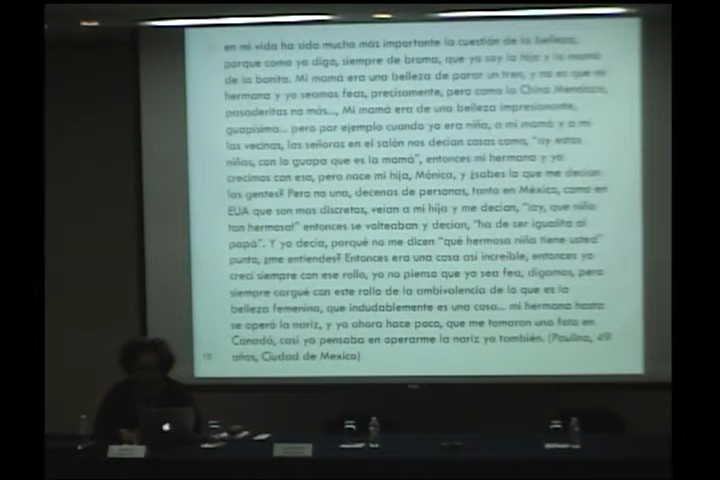 en mi vida ha sido mucho más importante la cuestión de la belleza,
porque como yo digo, siempre de broma, que yo soy la hija y la mamá
de la bonita. Mi mamá era una belleza de parar un tren, y no es que mi
hermana y yo seamos feas, precisamente, pero como la China Mendoza,
pasaderitas no más..., Mi mamá era de una belleza impresionante,
guapísima... pero por ejemplo cuando yo era niña, a mi mamá y a mí
las vecinas, las señoras en el salón nos decían cosas como, "ay estas
niñas, con lo guapa que es la mamá", entonces mi hermana y yo
crecimos con eso, pero nace mi hija, Mónica, y ¿sabes lo que me decían
las gentes? Pero no una, decenas de personas, tanto en México, como en
EUA que son mas discretos, veían a mi hija y me decían, "¡ay, que niña
tan hermosa!" entonces se volteaban y decían, "ha de ser igualita al
papá". Y yo decía, porqué no me dicen "qué hermosa niña tiene usted"
punto, ¿me entiendes? Entonces era una cosa así increíble, entonces yo
crecí siempre con ese rollo, yo no pienso que yo sea fea, digamos, pero
siempre cargué con este rollo de la ambivalencia de lo que es la
belleza femenina, que indudablemente es una cosa... mi hermana hasta
se operó la nariz, y yo ahora hace poco, que me tomaron una foto en
Canadá, casi yo pensaba en operarme la nariz yo también. (Paulina, 49
años, Ciudad de Mexico)